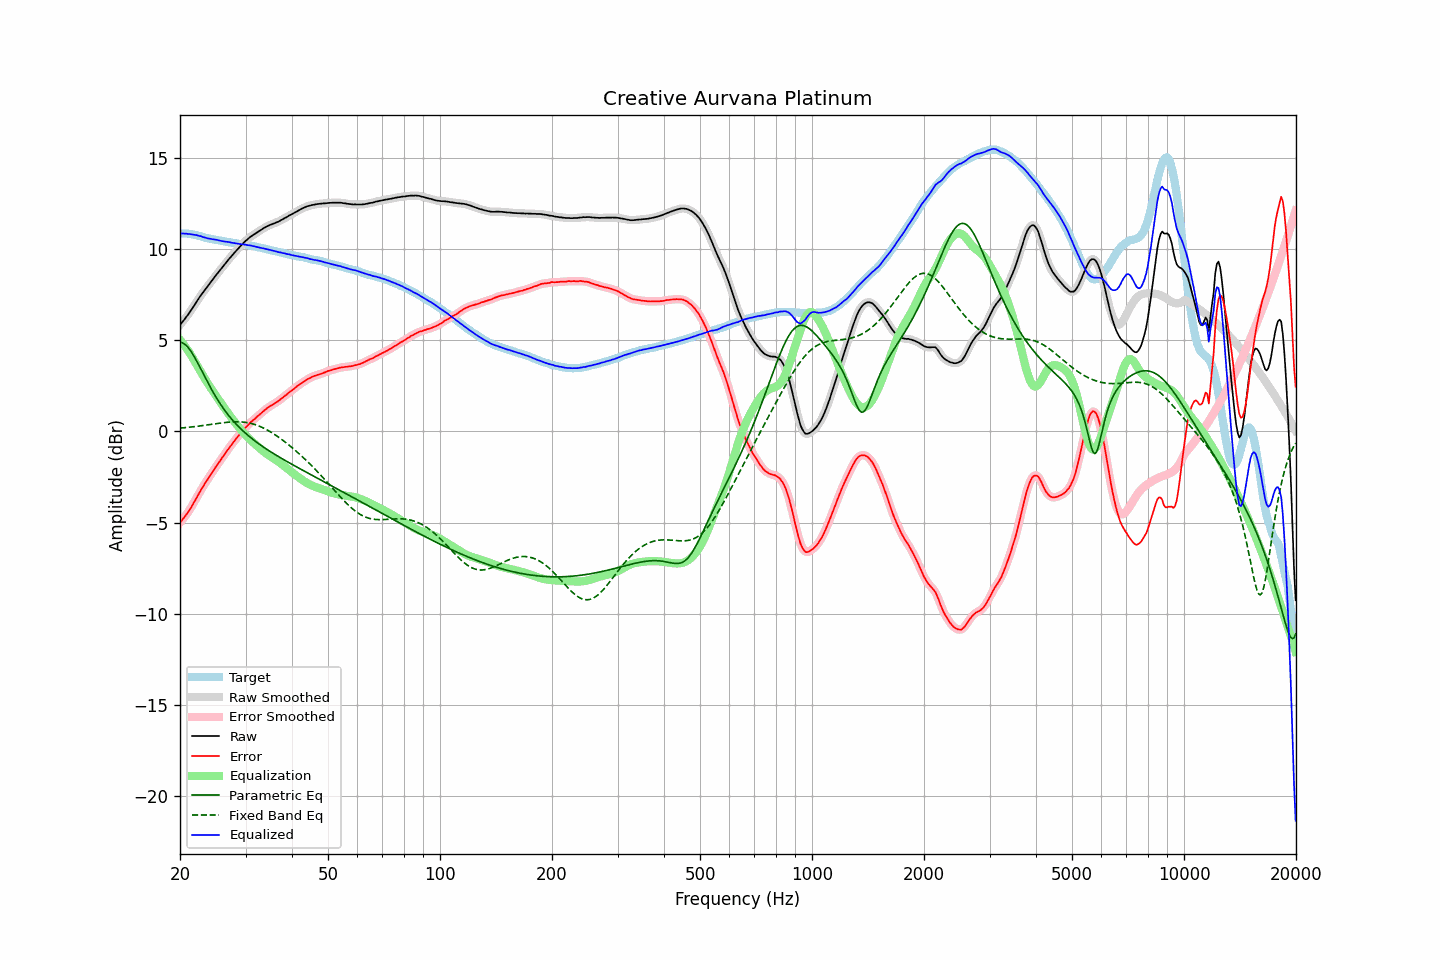 Creative Aurvana Platinum
Amplitude (dBr)
15
10
5
0
−5
−10
−15
−20
Target
Raw Smoothed
Error Smoothed
Raw
Error
Equalization
Parametric Eq
Fixed Band Eq
Equalized
20 50 100 200 500 1000 2000 5000 10000 20000
Frequency (Hz)